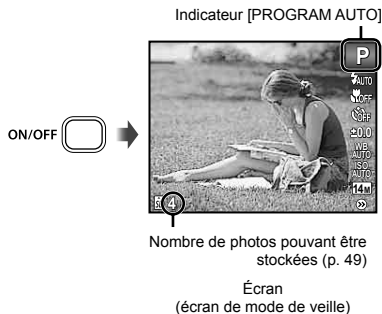 Indicateur [PROGRAM AUTO]
ON/OFF
P
AUTO
OFF
OFF
±0.0
WB
AUTO
ISO
AUTO
14M
4
Nombre de photos pouvant être
stockées (p. 49)
Écran
(écran de mode de veille)